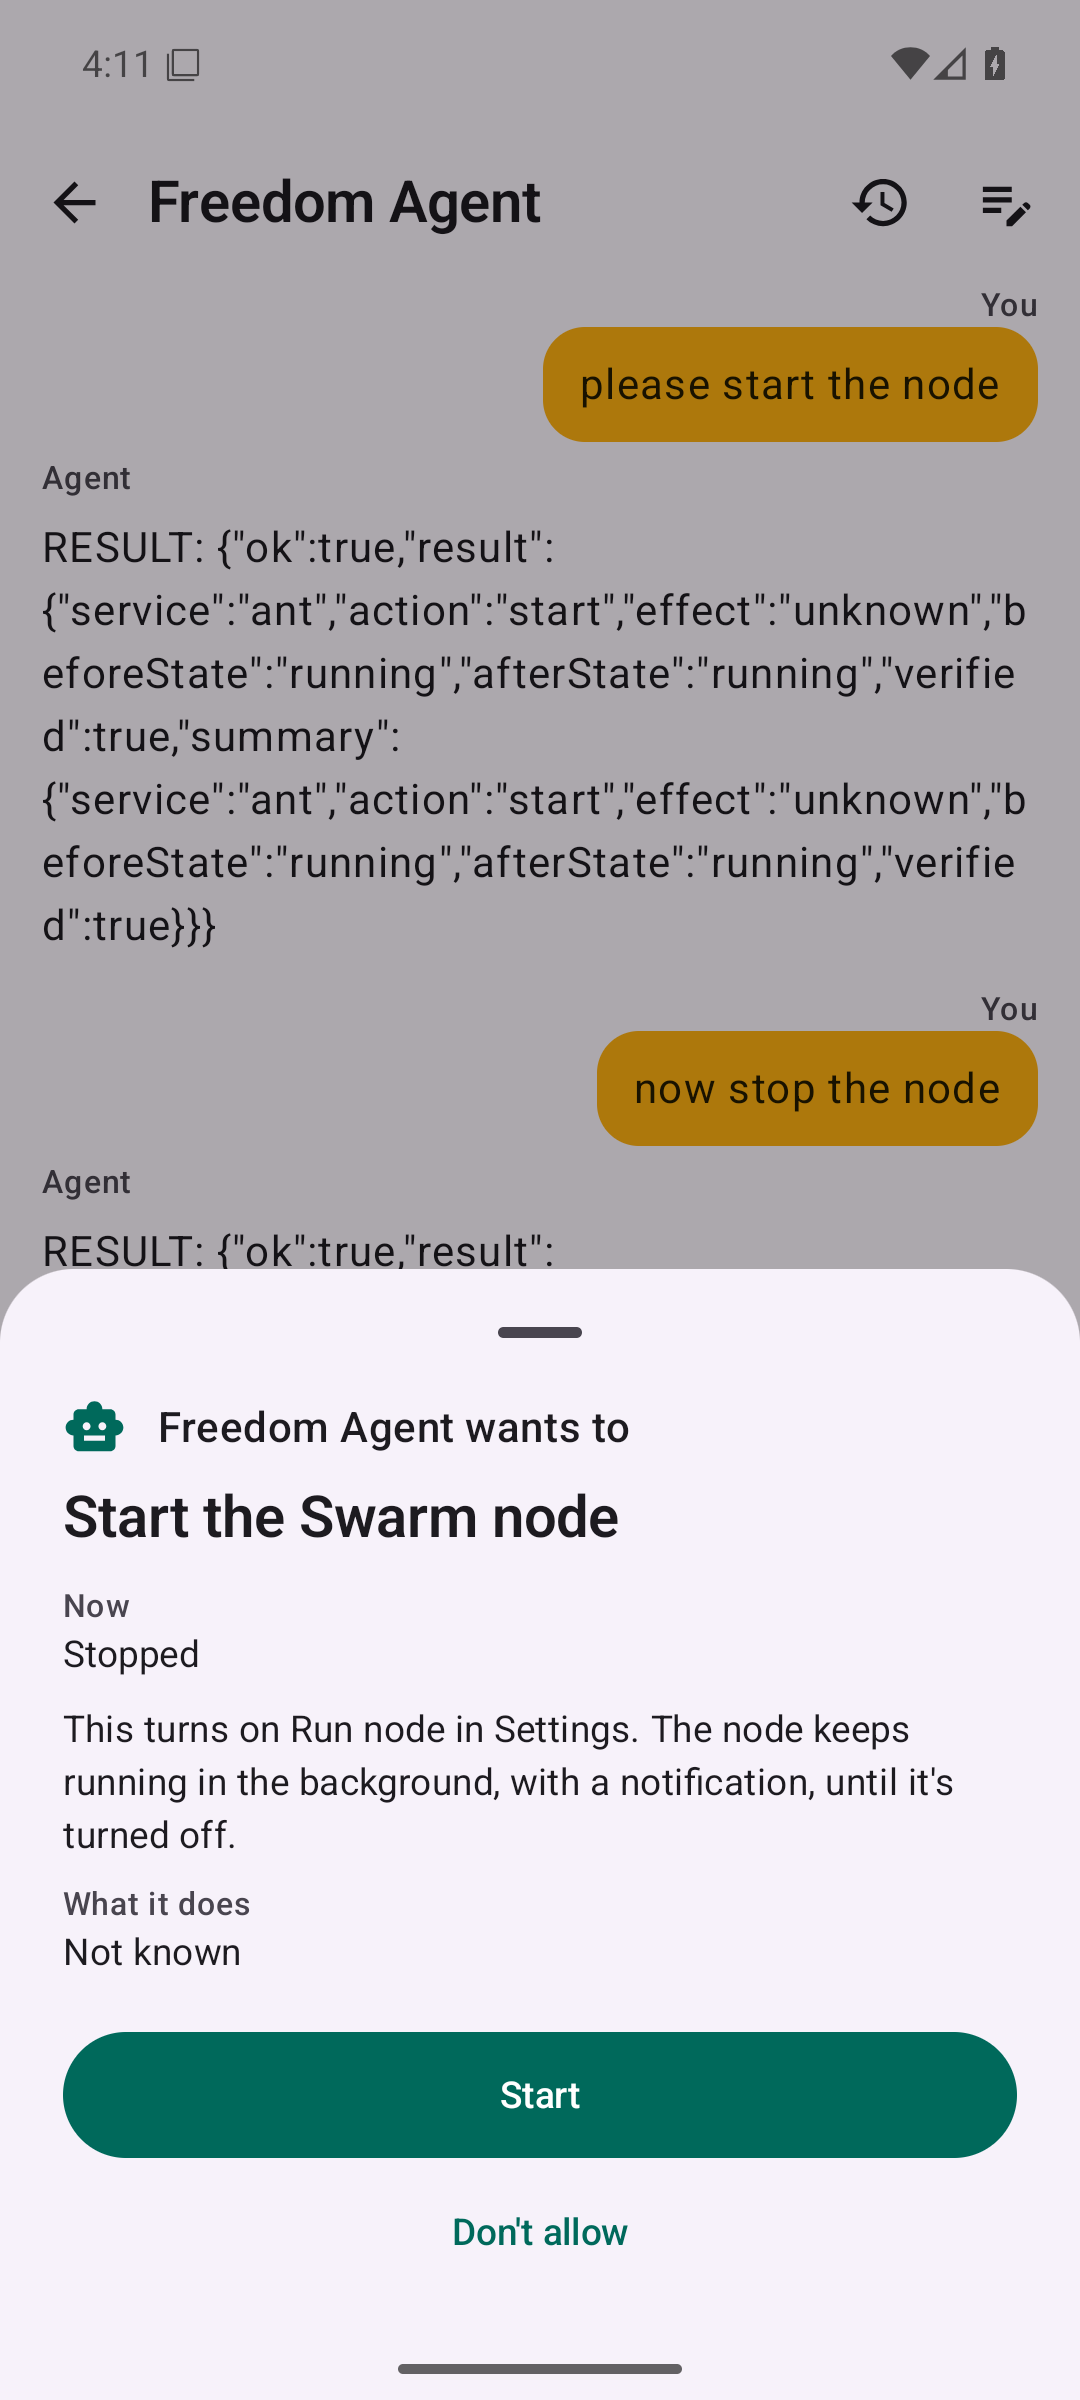 4:11
Freedom Agent
You
please start the node
Agent
RESULT: {"ok":true,"result":
{"service":"ant","action":"start","effect":"unknown","b
eforeState":"running","afterState":"running","verifie
d":true,"summary":
{"service":"ant","action":"start","effect":"unknown","b
eforeState":"running","afterState":"running","verifie
d":true}}}
You
now stop the node
Agent
RESULT: {"ok":true,"result":
Freedom Agent wants to
Start the Swarm node
Now
Stopped
This turns on Run node in Settings. The node keeps
running in the background, with a notification, until it's
turned off.
What it does
Not known
Start
Don't allow